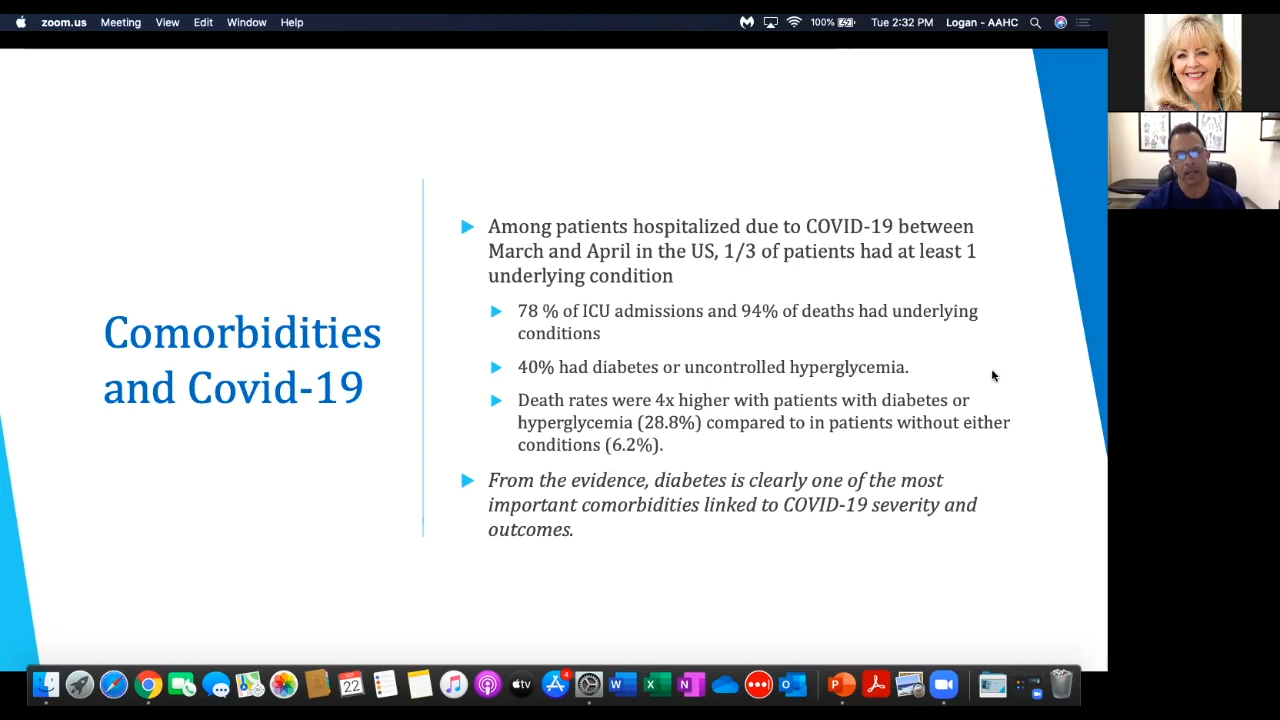 zoom.us Meeting View Edit Window Help 100% Tue 2:32 PM Logan - AAHC
Comorbidities
and Covid-19
Among patients hospitalized due to COVID-19 between
March and April in the US, 1/3 of patients had at least 1
underlying condition
78 % of ICU admissions and 94% of deaths had underlying
conditions
40% had diabetes or uncontrolled hyperglycemia.
Death rates were 4x higher with patients with diabetes or
hyperglycemia (28.8%) compared to in patients without either
conditions (6.2%).
From the evidence, diabetes is clearly one of the most
important comorbidities linked to COVID-19 severity and
outcomes.
22 tv 4 W X N O P